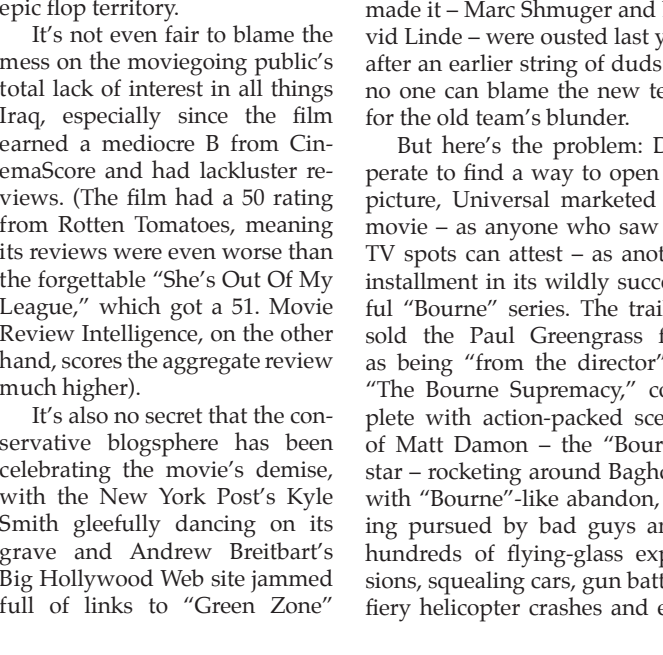 epic flop territory.
It's not even fair to blame the
mess on the moviegoing public's
total lack of interest in all things
Iraq, especially since the film
earned a mediocre B from Cin-
emaScore and had lackluster re-
views. (The film had a 50 rating
from Rotten Tomatoes, meaning
its reviews were even worse than
the forgettable “She's Out Of My
League,” which got a 51. Movie
Review Intelligence, on the other
hand, scores the aggregate review
much higher).
It's also no secret that the con-
servative blogsphere has been
celebrating the movie's demise,
with the New York Post's Kyle
Smith gleefully dancing on its
grave and Andrew Breitbart's
Big Hollywood Web site jammed
full of links to “Green Zone”
made it – Marc Shmuger and
vid Linde – were ousted last
after an earlier string of duds
no one can blame the new
for the old team's blunder.
But here's the problem:
perate to find a way to open
picture, Universal marketed
movie – as anyone who saw
TV spots can attest – as
installment in its wildly
ful “Bourne” series. The
sold the Paul Greengrass
as being “from the director”
“The Bourne Supremacy,”
plete with action-packed
of Matt Damon – the
star – rocketing around
with “Bourne”-like abandon,
ing pursued by bad guys
hundreds of flying-glass
sions, squealing cars, gun
fiery helicopter crashes and